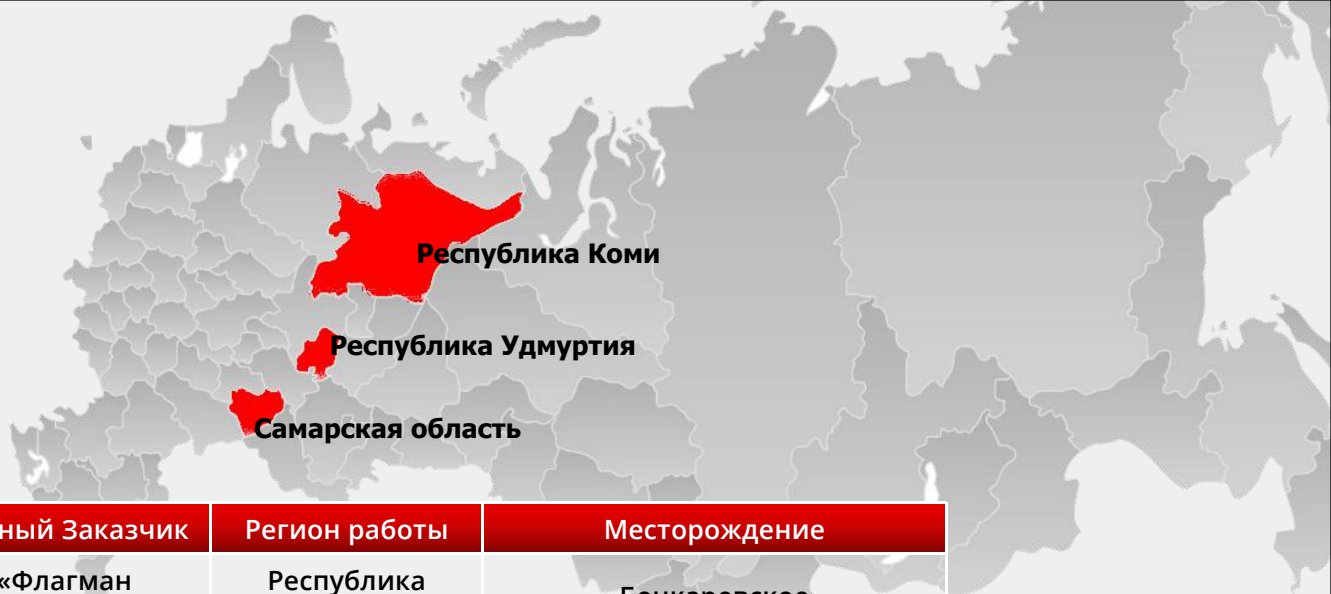 Республика Коми
Республика Удмуртия
Самарская область
ный Заказчик Регион работы Месторождение
«Флагман Республика